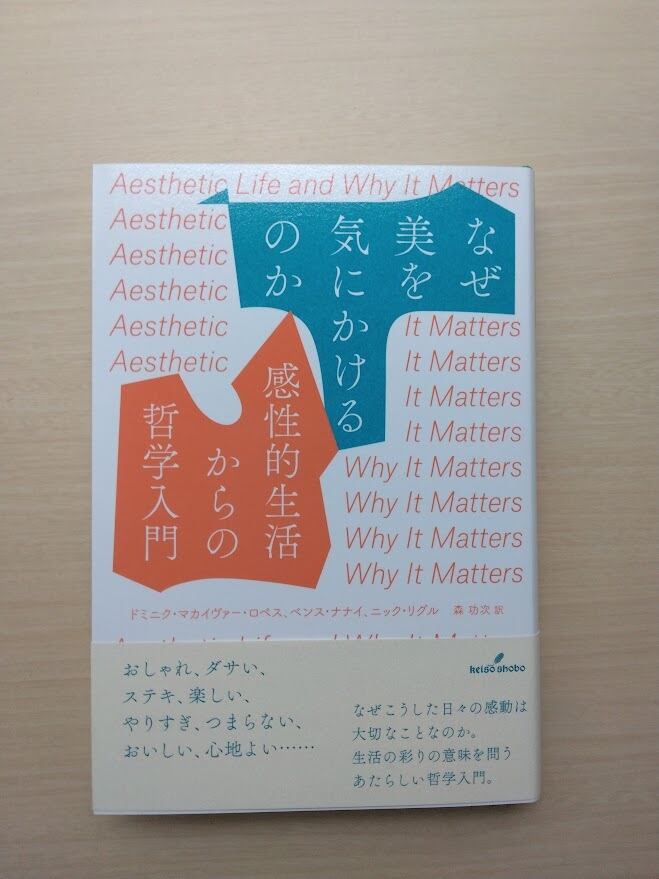 Aesthetic Life and Why It Matters
Aesthetic
Aesthetic
Aesthetic
Aesthetic
Aesthetic
なぜ
美を
気にかける
のか
It Matters
It Matters
It Matters
It Matters
Why It Matters
Why It Matters
Why It Matters
Why It Matters
感性的生活
からの
哲学入門
ドミニク・マカイヴァー・ロペス、ベンス・ナナイ、ニック・リグル 森 功次 訳
Aesthetic Life and Why It Matters
おしゃれ、ダサい、
ステキ、楽しい、
やりすぎ、つまらない、
おいしい、心地よい……
keiso shobo
なぜこうした日々の感動は
大切なことなのか。
生活の彩りの意味を問う
あたらしい哲学入門。